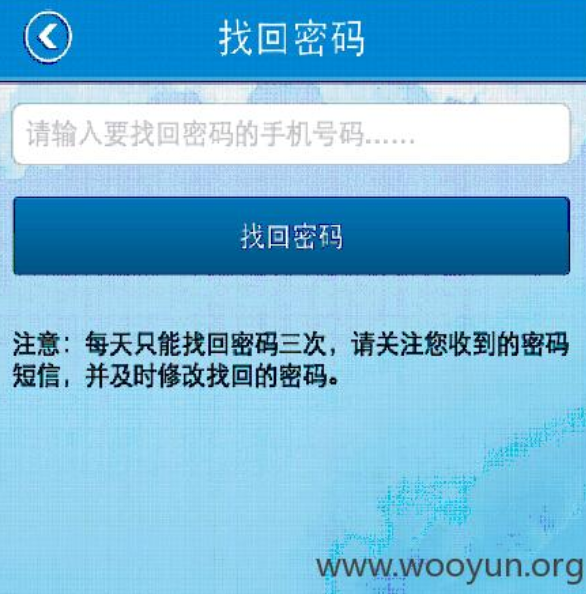 找回密码
请输入要找回密码的手机号码......
找回密码
注意：每天只能找回密码三次，请关注您收到的密码
短信，并及时修改找回的密码。
www.wooyun.org